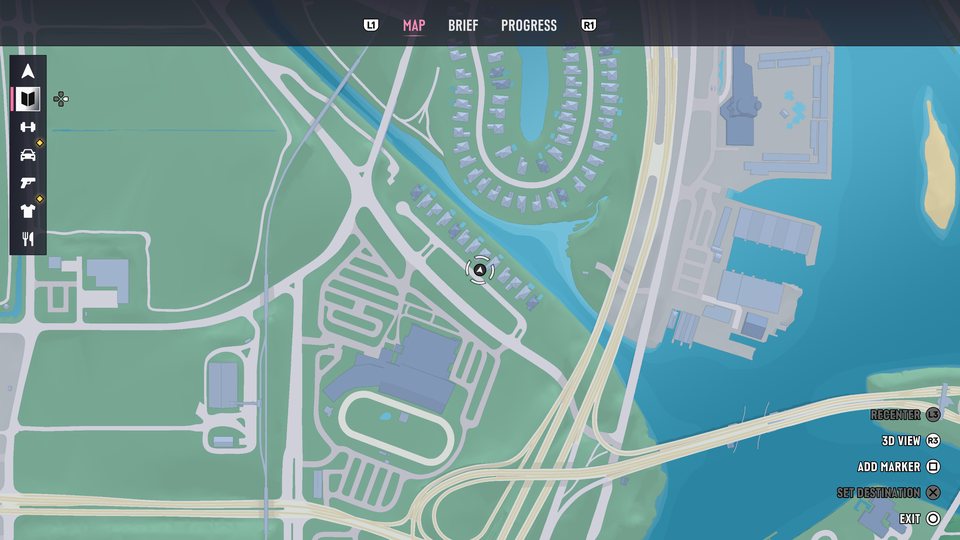 L1 MAP BRIEF PROGRESS R1
RECENTER L3
3D VIEW R3
ADD MARKER
SET DESTINATION
EXIT